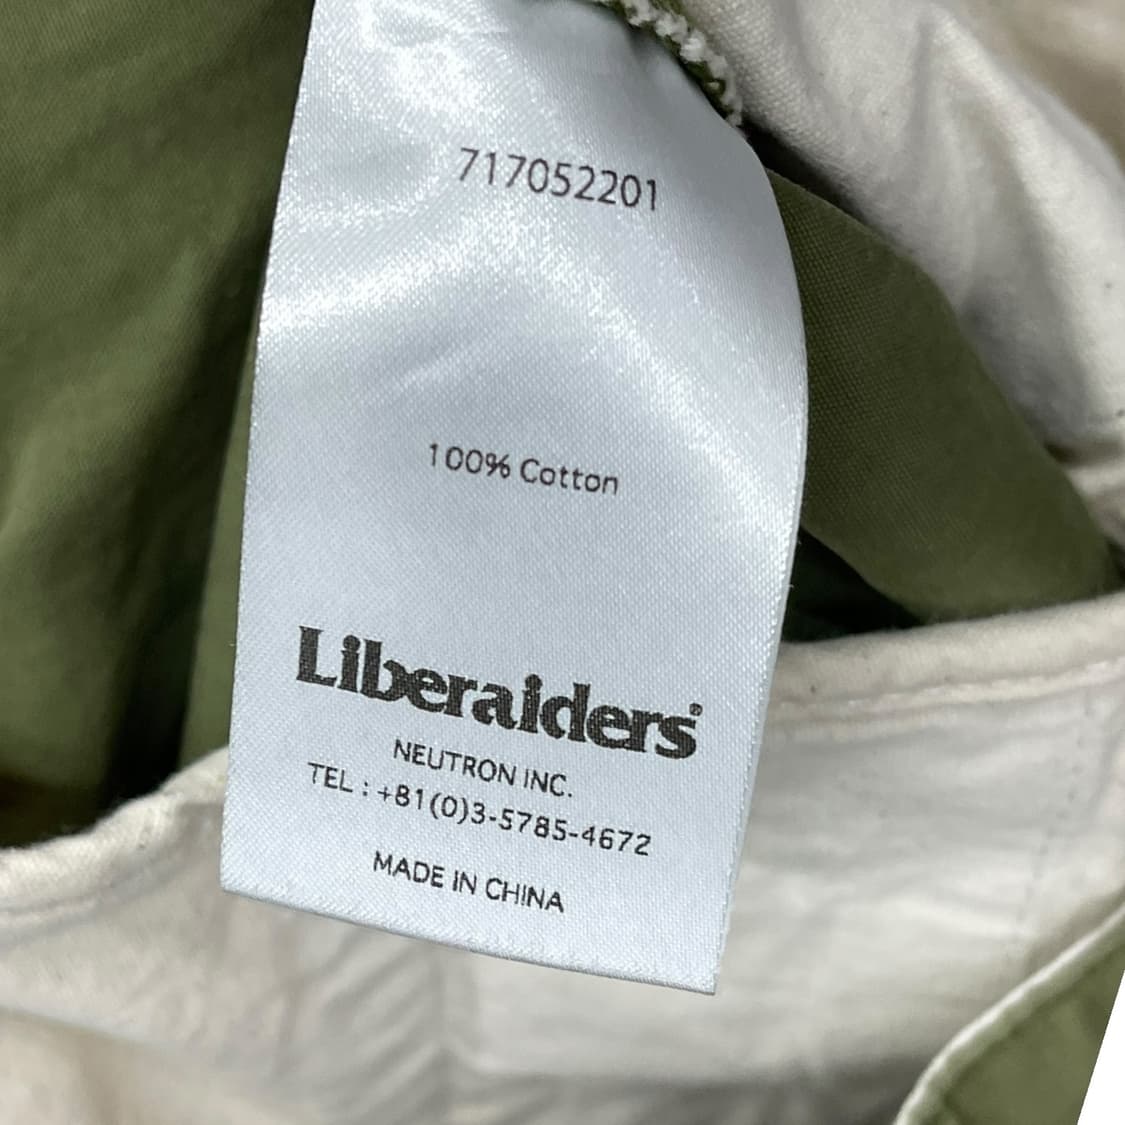 717052201
100% Cotton
Liberaiders®
NEUTRON INC.
TEL : +81(0)3-5785-4672
MADE IN CHINA